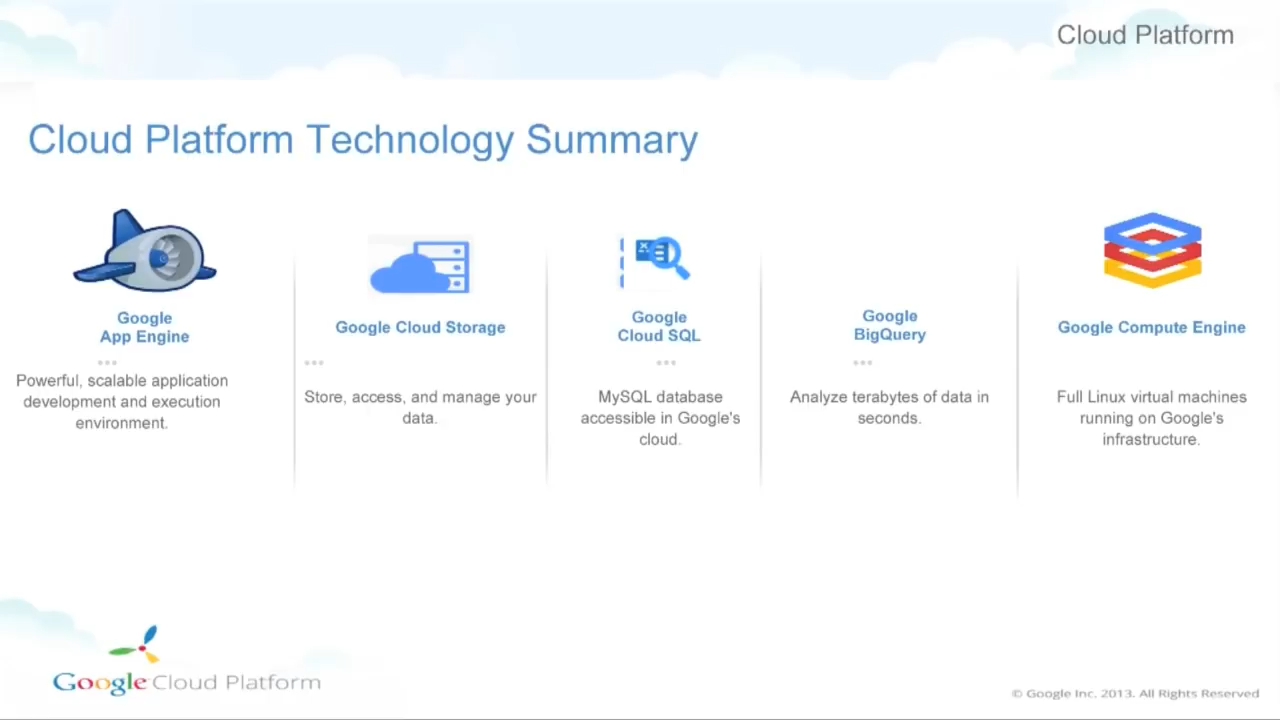 Cloud Platform
Cloud Platform Technology Summary
Google
App Engine
Powerful, scalable application
development and execution
environment.
Google Cloud Storage
Store, access, and manage your
data.
Google
Cloud SQL
MySQL database
accessible in Google's
cloud.
Google
BigQuery
Analyze terabytes of data in
seconds.
Google Compute Engine
Full Linux virtual machines
running on Google's
infrastructure.
Google Cloud Platform
© Google Inc. 2013. All Rights Reserved